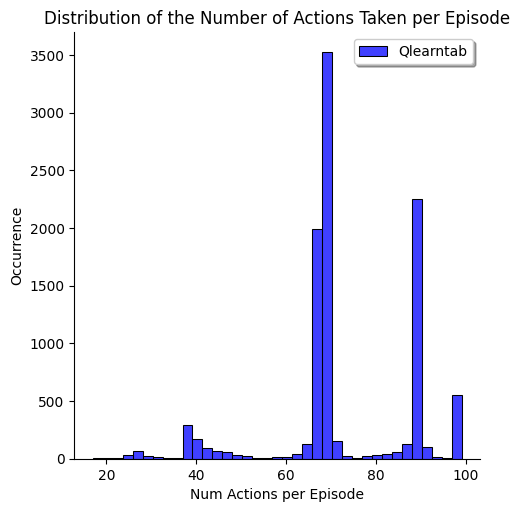 Distribution of the Number of Actions Taken per Episode
Qlearntab
3500
3000
2500
2000
1500
1000
500
0
Occurrence
20 40 60 80 100
Num Actions per Episode